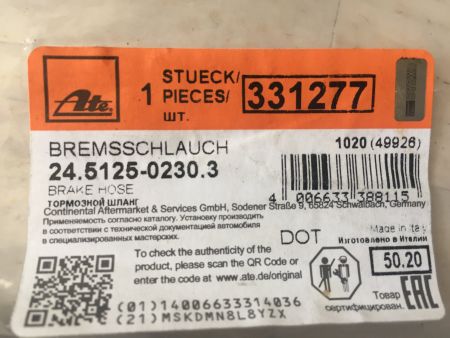 Ate
1
STUECK/
PIECES/
ШТ.
331277
BREMSSCHLAUCH
24.5125-0230.3
BRAKE HOSE
ТОРМОЗНОЙ ШЛАНГ
1020 (49926)
4 006633 388115
Continental Aftermarket & Services GmbH, Sodener Straße 9, 65824 Schwalbach, Germany
Применяемость согласно каталогу. Установку производить
в соответствии с технической документацией автомобиля
в специализированных мастерских.
DOT
Made in Italy
Изготовлено в Италии
50.20
To check the authenticity of the
product, please scan the QR Code or
enter the code at www.ate.de/original
(01)14006633314036
(21)MSKDMN8L8YZX
Товар
сертифицирован.
EAC